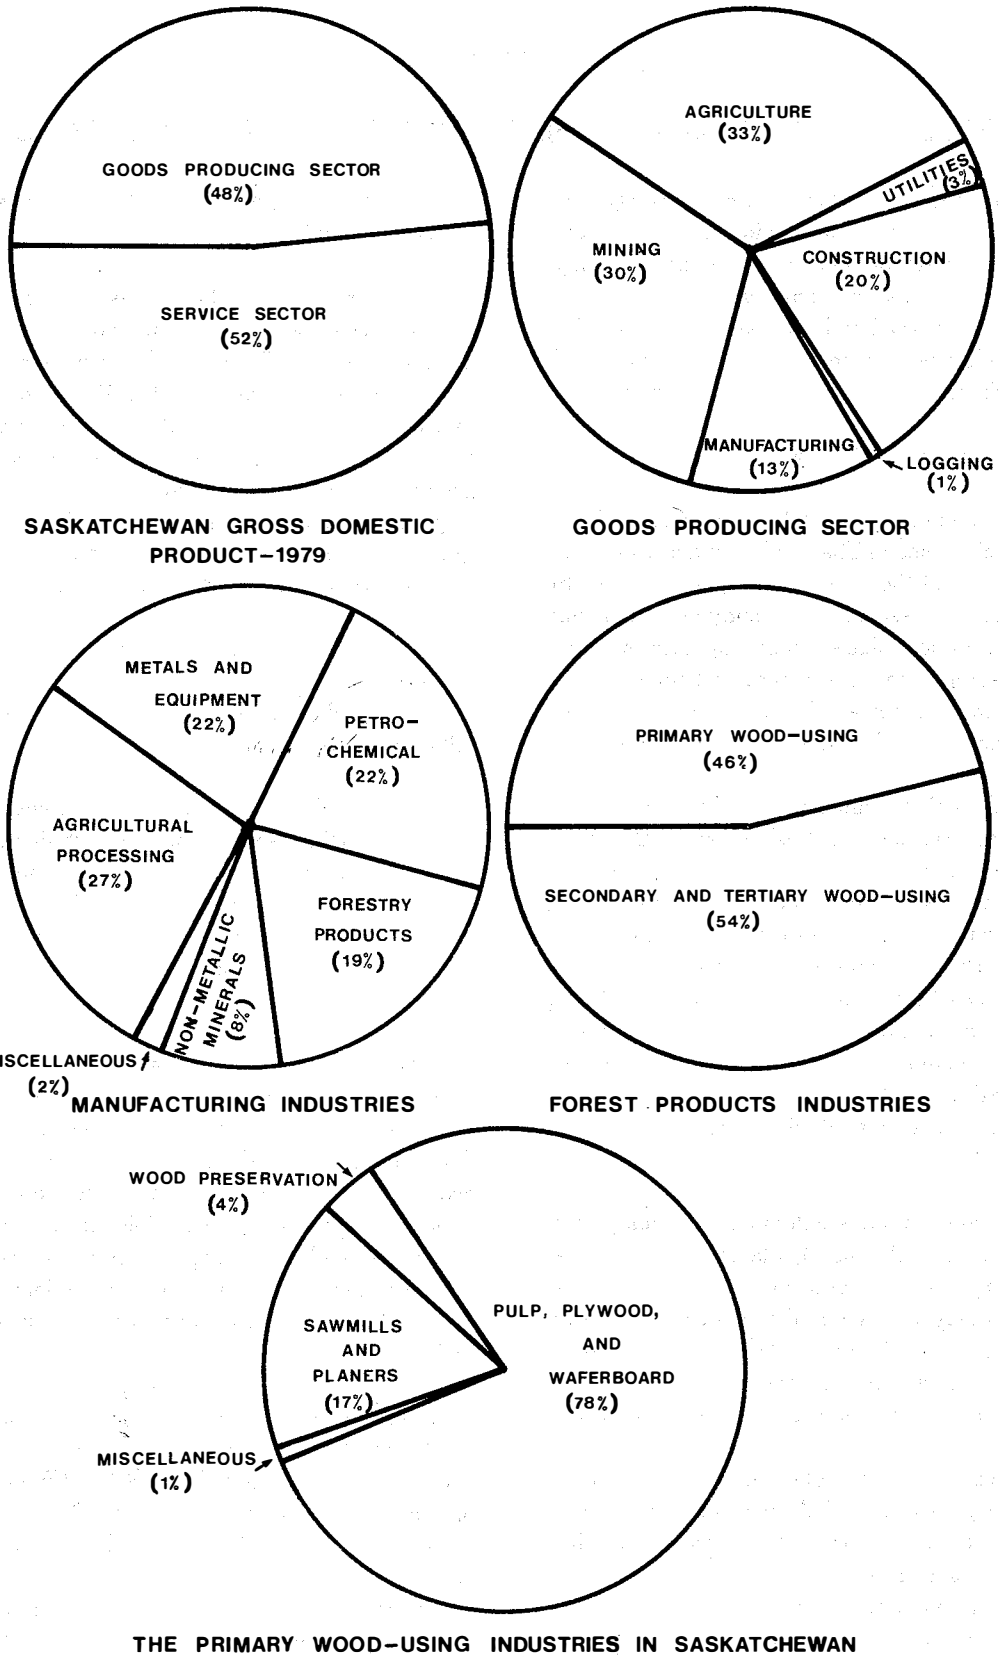 GOODS PRODUCING SECTOR
(48%)
SERVICE SECTOR
(52%)
SASKATCHEWAN GROSS DOMESTIC
PRODUCT–1979
AGRICULTURE
(33%)
UTILITIES
(3%)
MINING
(30%)
CONSTRUCTION
(20%)
MANUFACTURING
(13%)
LOGGING
(1%)
GOODS PRODUCING SECTOR
METALS AND
EQUIPMENT
(22%)
PETRO–
CHEMICAL
(22%)
AGRICULTURAL
PROCESSING
(27%)
FORESTRY
PRODUCTS
(19%)
NON–METALLIC
MINERALS
(8%)
ISCELLANEOUS
(2%)
MANUFACTURING INDUSTRIES
PRIMARY WOOD–USING
(46%)
SECONDARY AND TERTIARY WOOD–USING
(54%)
FOREST PRODUCTS INDUSTRIES
WOOD PRESERVATION
(4%)
PULP, PLYWOOD,
AND
WAFERBOARD
(78%)
SAWMILLS
AND
PLANERS
(17%)
MISCELLANEOUS
(1%)
THE PRIMARY WOOD–USING INDUSTRIES IN SASKATCHEWAN